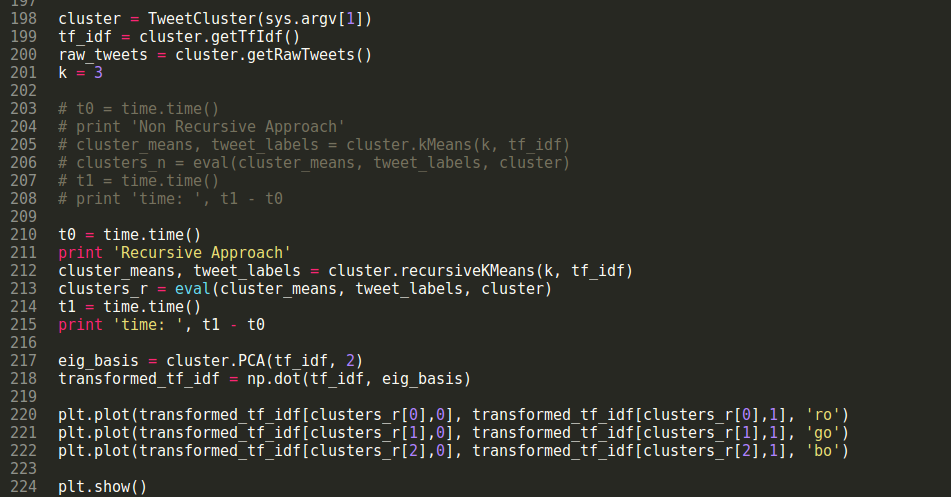 197
198 cluster = TweetCluster(sys.argv[1])
199 tf_idf = cluster.getTfIdf()
200 raw_tweets = cluster.getRawTweets()
201 k = 3
202
203 # t0 = time.time()
204 # print 'Non Recursive Approach'
205 # cluster_means, tweet_labels = cluster.kMeans(k, tf_idf)
206 # clusters_n = eval(cluster_means, tweet_labels, cluster)
207 # t1 = time.time()
208 # print 'time: ', t1 - t0
209
210 t0 = time.time()
211 print 'Recursive Approach'
212 cluster_means, tweet_labels = cluster.recursiveKMeans(k, tf_idf)
213 clusters_r = eval(cluster_means, tweet_labels, cluster)
214 t1 = time.time()
215 print 'time: ', t1 - t0
216
217 eig_basis = cluster.PCA(tf_idf, 2)
218 transformed_tf_idf = np.dot(tf_idf, eig_basis)
219
220 plt.plot(transformed_tf_idf[clusters_r[0],0], transformed_tf_idf[clusters_r[0],1], 'ro')
221 plt.plot(transformed_tf_idf[clusters_r[1],0], transformed_tf_idf[clusters_r[1],1], 'go')
222 plt.plot(transformed_tf_idf[clusters_r[2],0], transformed_tf_idf[clusters_r[2],1], 'bo')
223
224 plt.show()